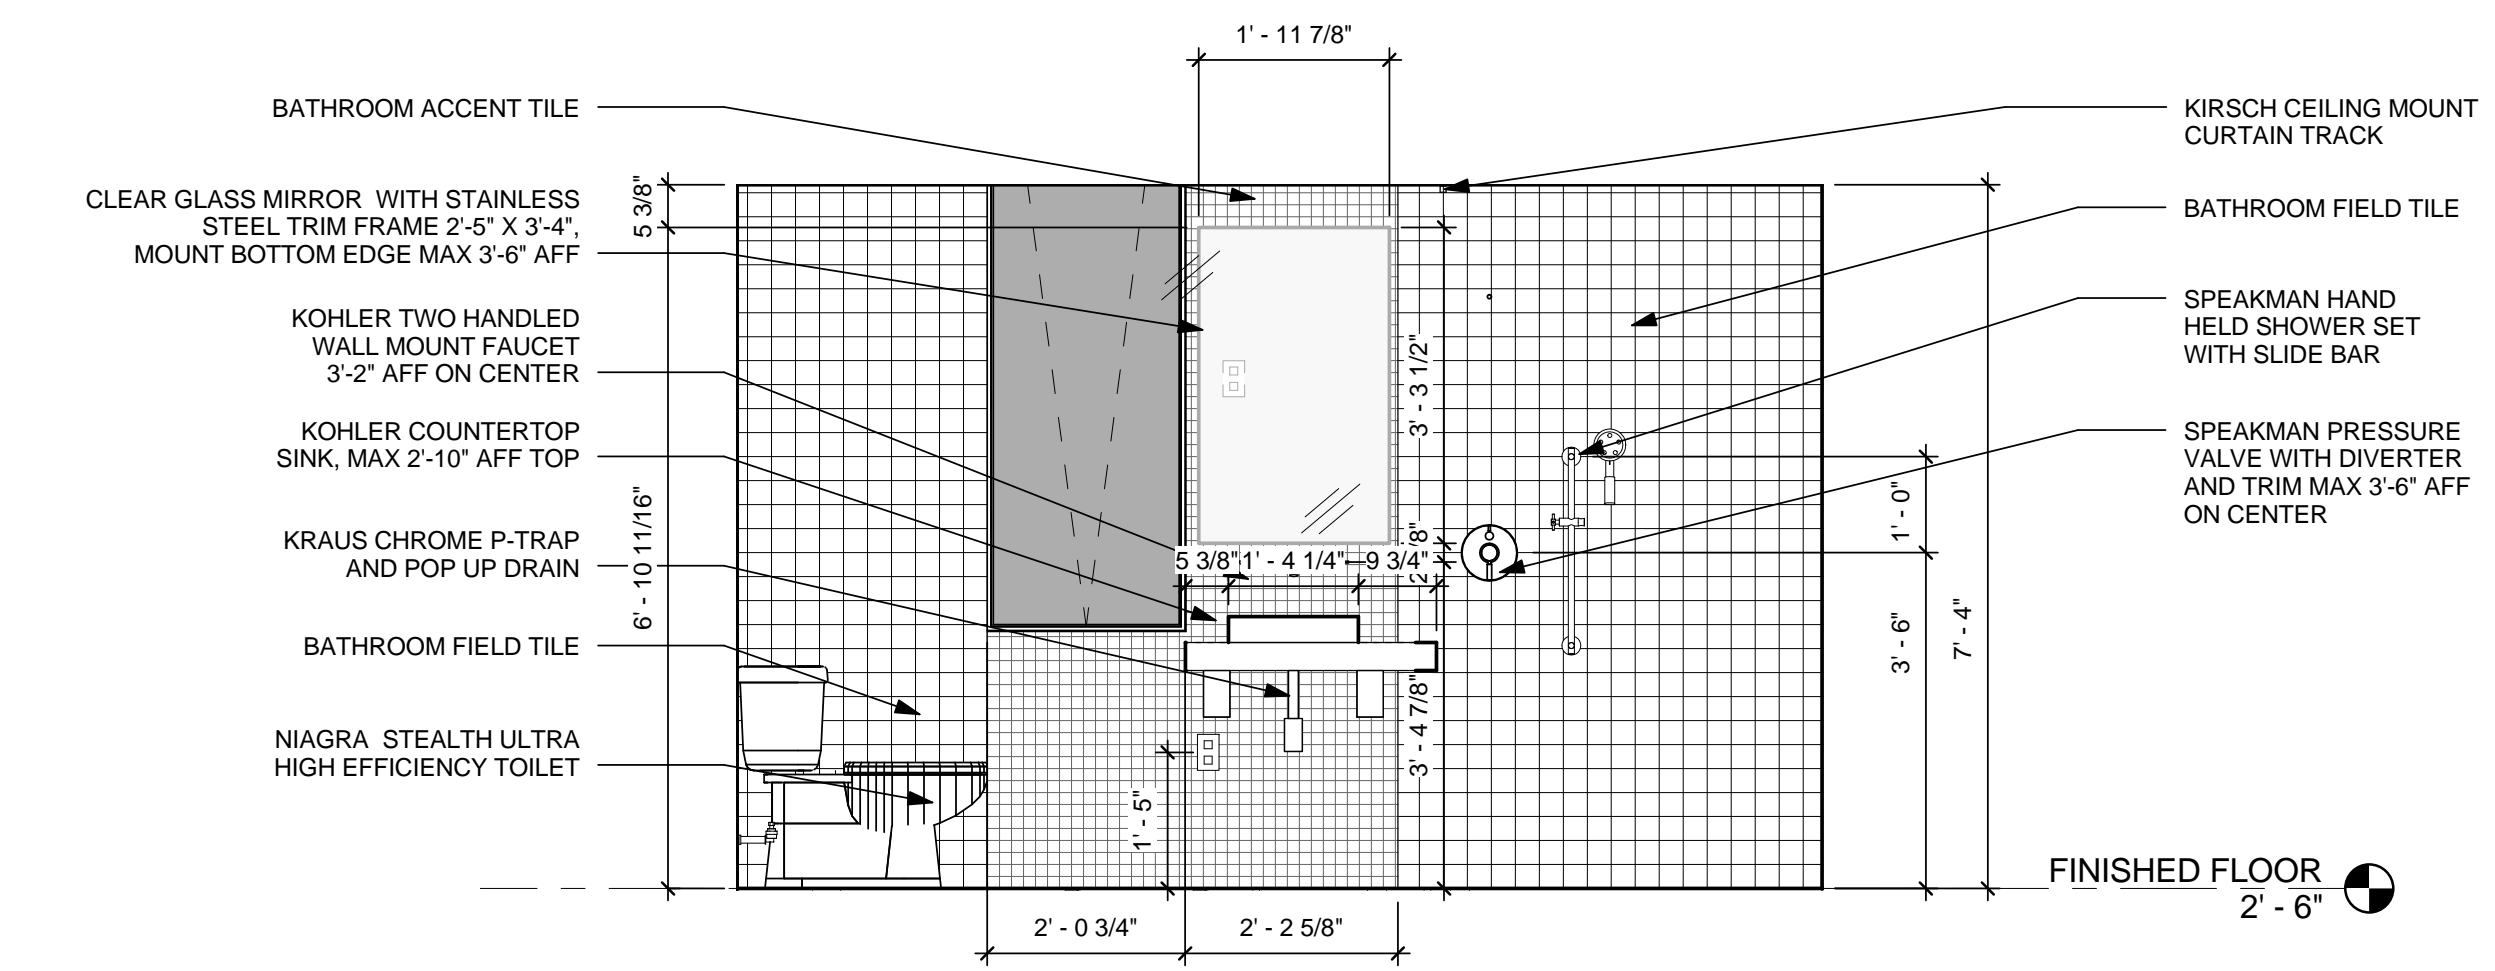 1' - 11 7/8"
BATHROOM ACCENT TILE
CLEAR GLASS MIRROR  WITH STAINLESS
STEEL TRIM FRAME 2'-5" X 3'-4",
MOUNT BOTTOM EDGE MAX 3'-6" AFF
KOHLER TWO HANDLED
WALL MOUNT FAUCET
3'-2" AFF ON CENTER
KOHLER COUNTERTOP
SINK, MAX 2'-10" AFF TOP
KRAUS CHROME P-TRAP
AND POP UP DRAIN
BATHROOM FIELD TILE
NIAGRA  STEALTH ULTRA
HIGH EFFICIENCY TOILET
5 3/8"
6' - 10 11/16"
3' - 3 1/2"
5 3/8"
1' - 4 1/4"
9 3/4"
3' - 4 7/8"
1' - 5"
2' - 0 3/4"
2' - 2 5/8"
KIRSCH CEILING MOUNT
CURTAIN TRACK
BATHROOM FIELD TILE
SPEAKMAN HAND
HELD SHOWER SET
WITH SLIDE BAR
SPEAKMAN PRESSURE
VALVE WITH DIVERTER
AND TRIM MAX 3'-6" AFF
ON CENTER
1' - 0"
3' - 6"
7' - 4"
FINISHED FLOOR
2' - 6"